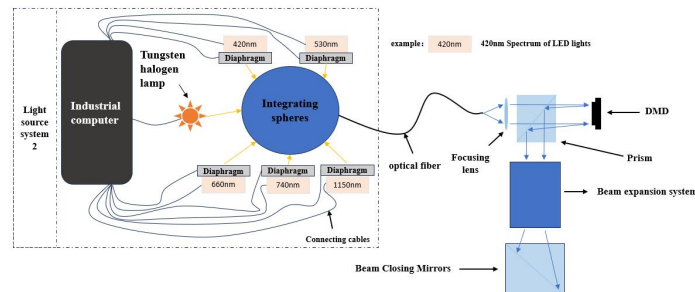 420nm
530nm
example:
420nm
420nm Spectrum of LED lights
Diaphragm
Diaphragm
Tungsten
halogen
lamp
Light
source
system
2
Industrial
computer
Integrating
spheres
DMD
optical fiber
Focusing
lens
Prism
Diaphragm
Diaphragm
Diaphragm
660nm
740nm
1150nm
Beam expansion system
Connecting cables
Beam Closing Mirrors